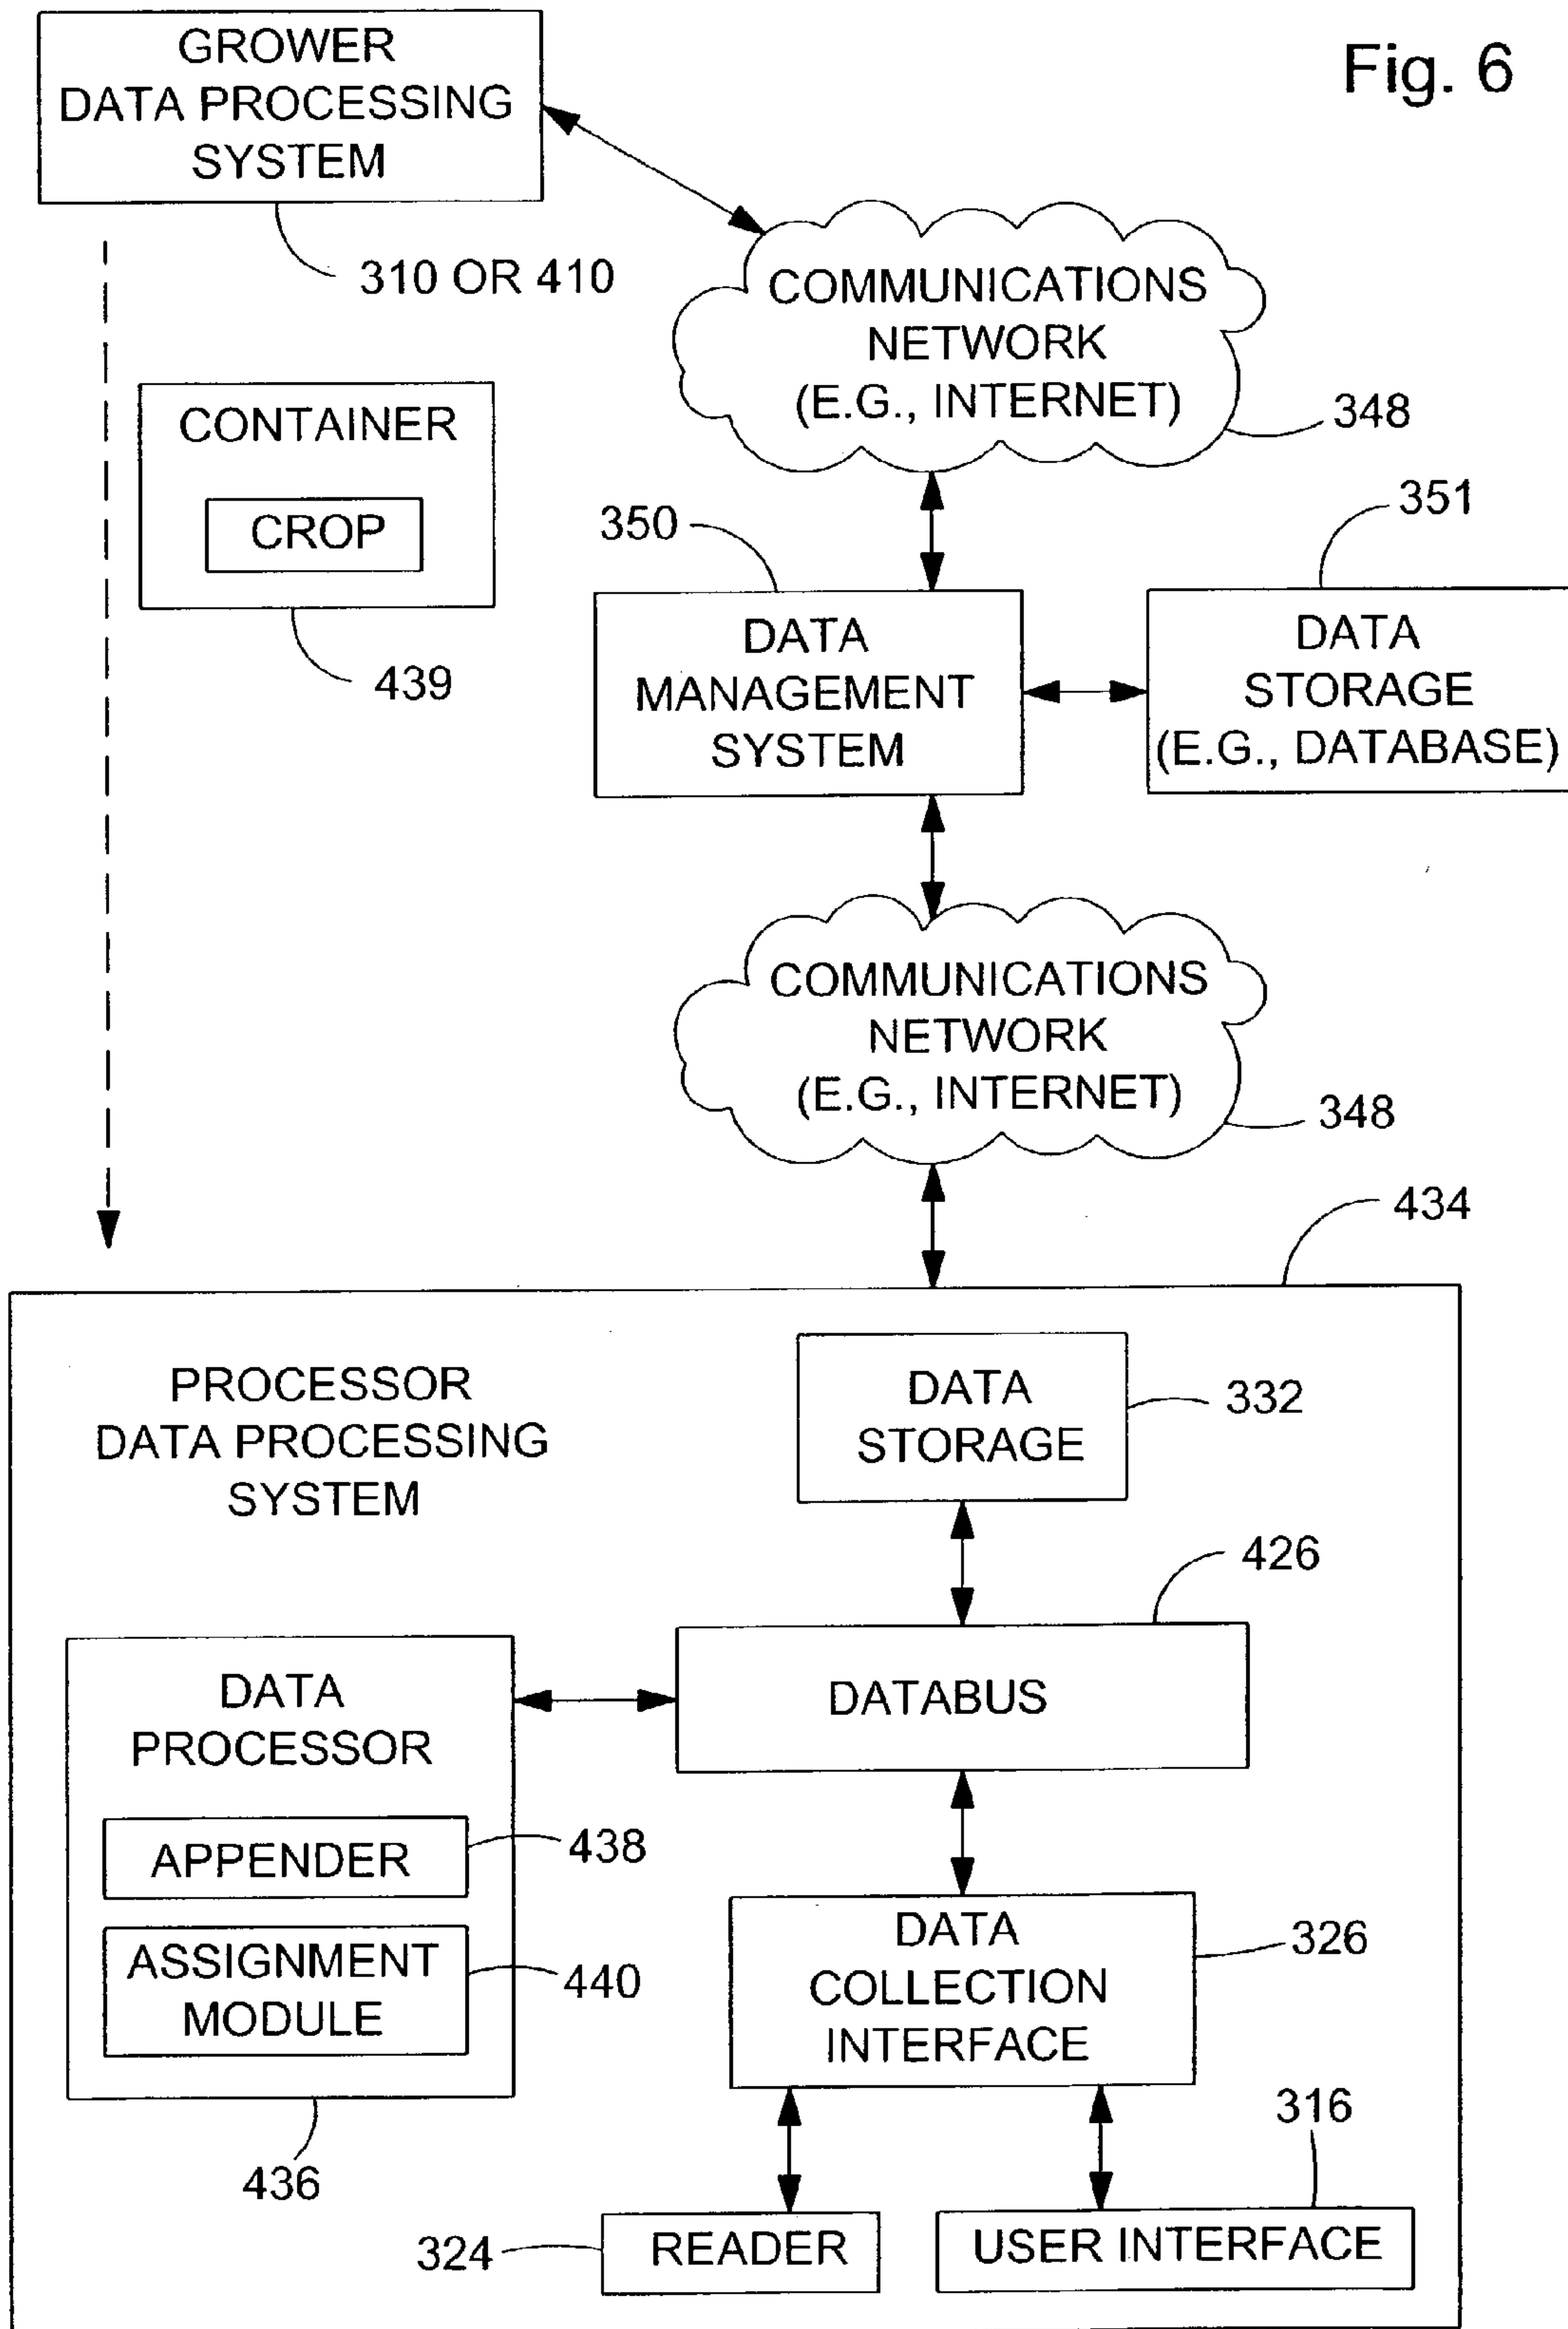 Fig. 6
GROWER
DATA PROCESSING
SYSTEM
310 OR 410
COMMUNICATIONS
NETWORK
(E.G., INTERNET)
348
CONTAINER
CROP
439
350
351
DATA
MANAGEMENT
SYSTEM
DATA
STORAGE
(E.G., DATABASE)
COMMUNICATIONS
NETWORK
(E.G., INTERNET)
348
434
PROCESSOR
DATA PROCESSING
SYSTEM
DATA
STORAGE
332
426
DATABUS
DATA
PROCESSOR
APPENDER
438
ASSIGNMENT
MODULE
440
436
DATA
COLLECTION
INTERFACE
326
316
324
READER
USER INTERFACE